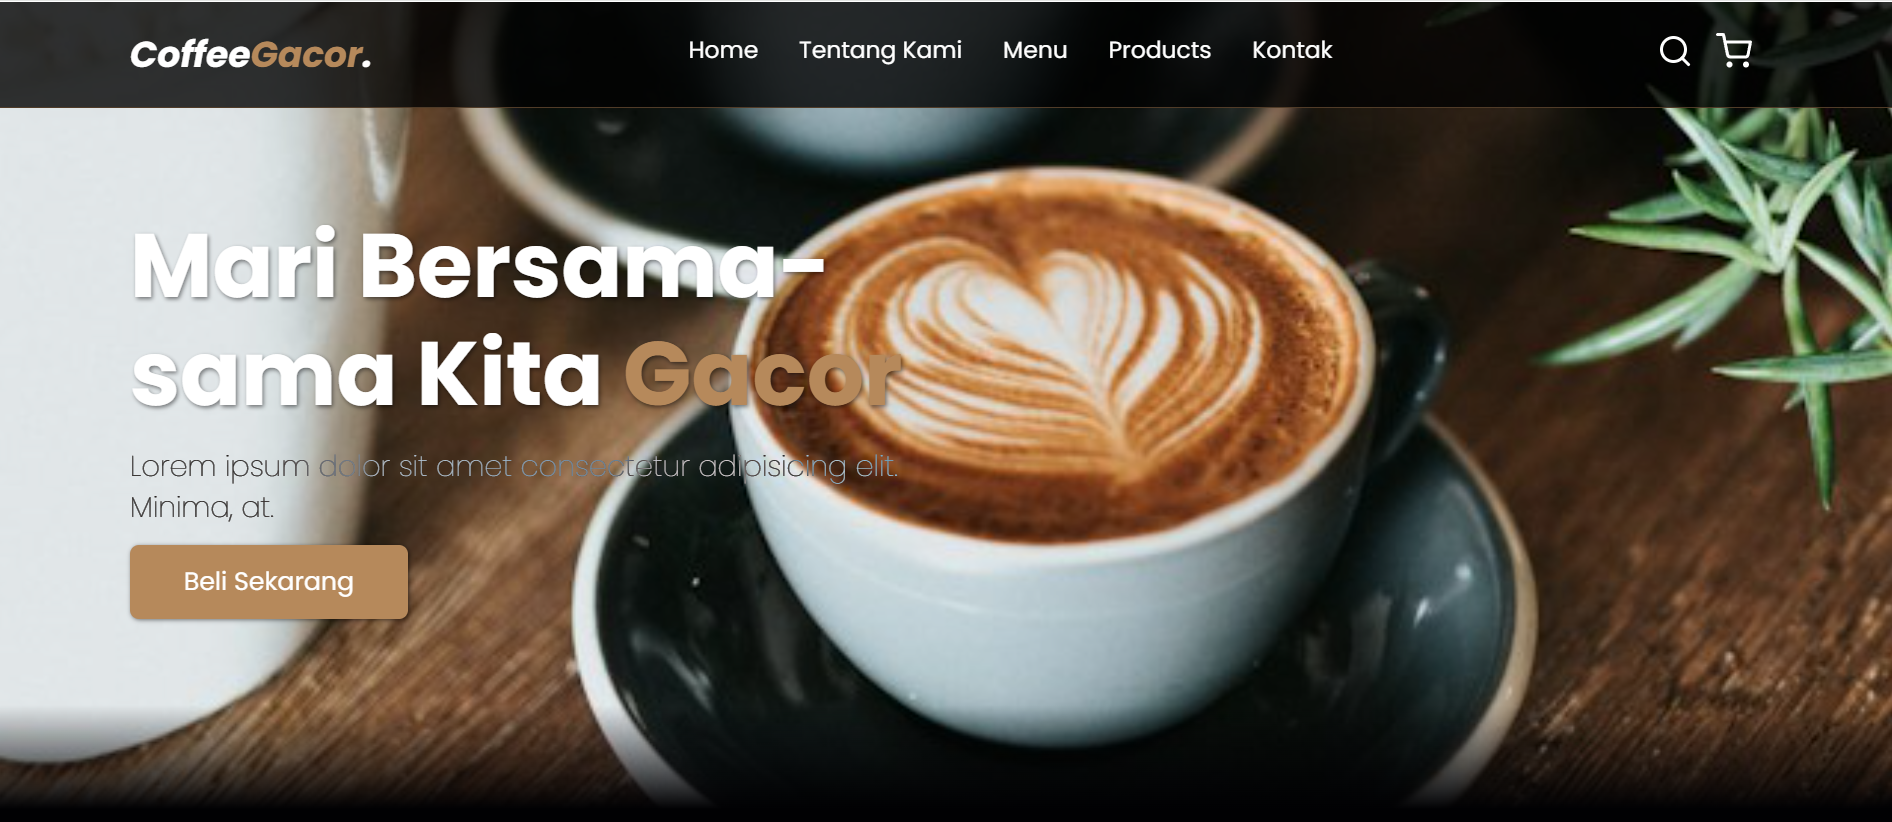 CoffeeGacor.
Home Tentang Kami Menu Products Kontak
Mari Bersama-
sama Kita Gacor
Lorem ipsum dolor sit amet consectetur adipisicing elit.
Minima, at.
Beli Sekarang